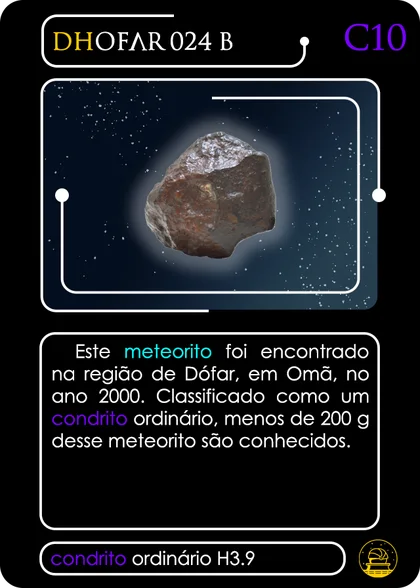 DHOFAR 024 B
C10
Este meteorito foi encontrado
na região de Dófar, em Omã, no
ano 2000. Classificado como um
condrito ordinário, menos de 200 g
desse meteorito são conhecidos.
condrito ordinário H3.9